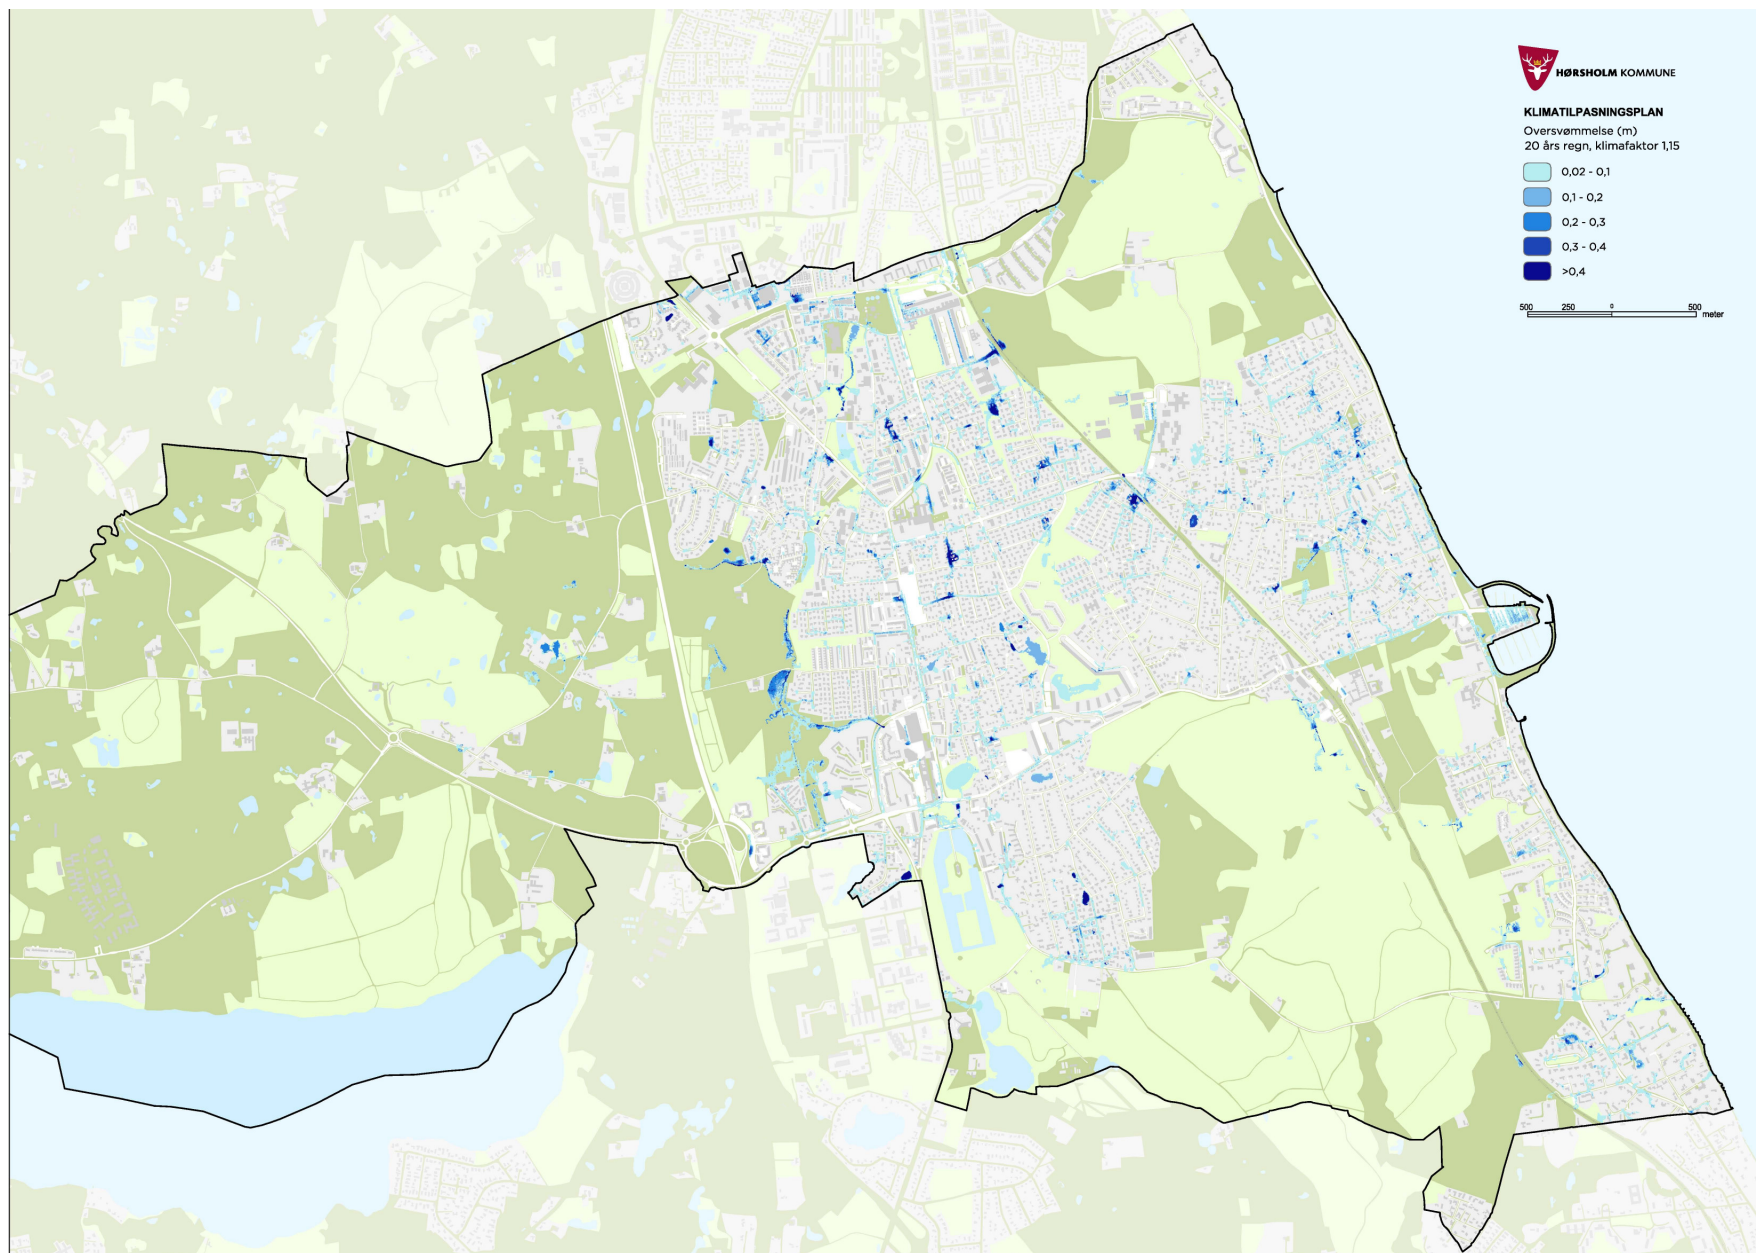 HØRSHOLM KOMMUNE
KLIMATILPASNINGSPLAN
Oversvømmelse (m)
20 års regn, klimafaktor 1,15
0,02 - 0,1
0,1 - 0,2
0,2 - 0,3
0,3 - 0,4
>0,4
500 250 0 500
meter